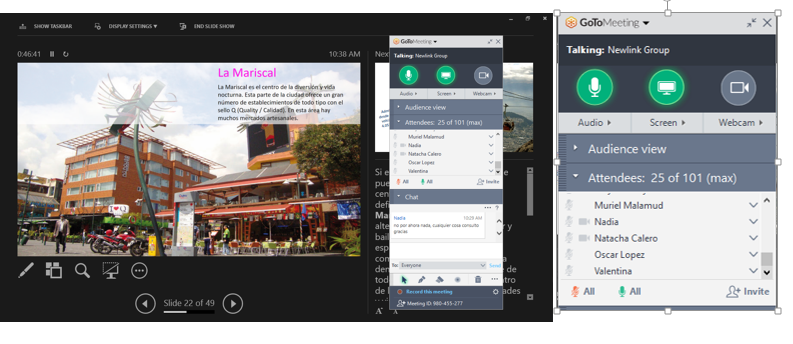 SHOW TASKBAR
DISPLAY SETTINGS
END SLIDE SHOW
0:46:41
10:38 AM
La Mariscal
La Mariscal es el centro de la diversión y vida
nocturna. Esta parte de la ciudad ofrece un gran
número de establecimientos de todo tipo con el
sello Q (Quality / Calidad). En esta área hay
muchos mercados artesanales.
Slide 22 of 49
Nex
GoToMeeting
Talking: Newlink Group
Audio
Screen
Webcam
Audience view
Attendees: 25 of 101 (max)
Muriel Malamud
Nadia
Natacha Calero
Oscar Lopez
Valentina
All
All
Invite
Chat
Nadia
10:29 AM
no por ahora nada, cualquier cosa consulto
gracias
To:
Everyone
Send
Record this meeting
Meeting ID: 980-455-277
GoToMeeting
Talking: Newlink Group
Audio
Screen
Webcam
Audience view
Attendees: 25 of 101 (max)
Muriel Malamud
Nadia
Natacha Calero
Oscar Lopez
Valentina
All
All
Invite